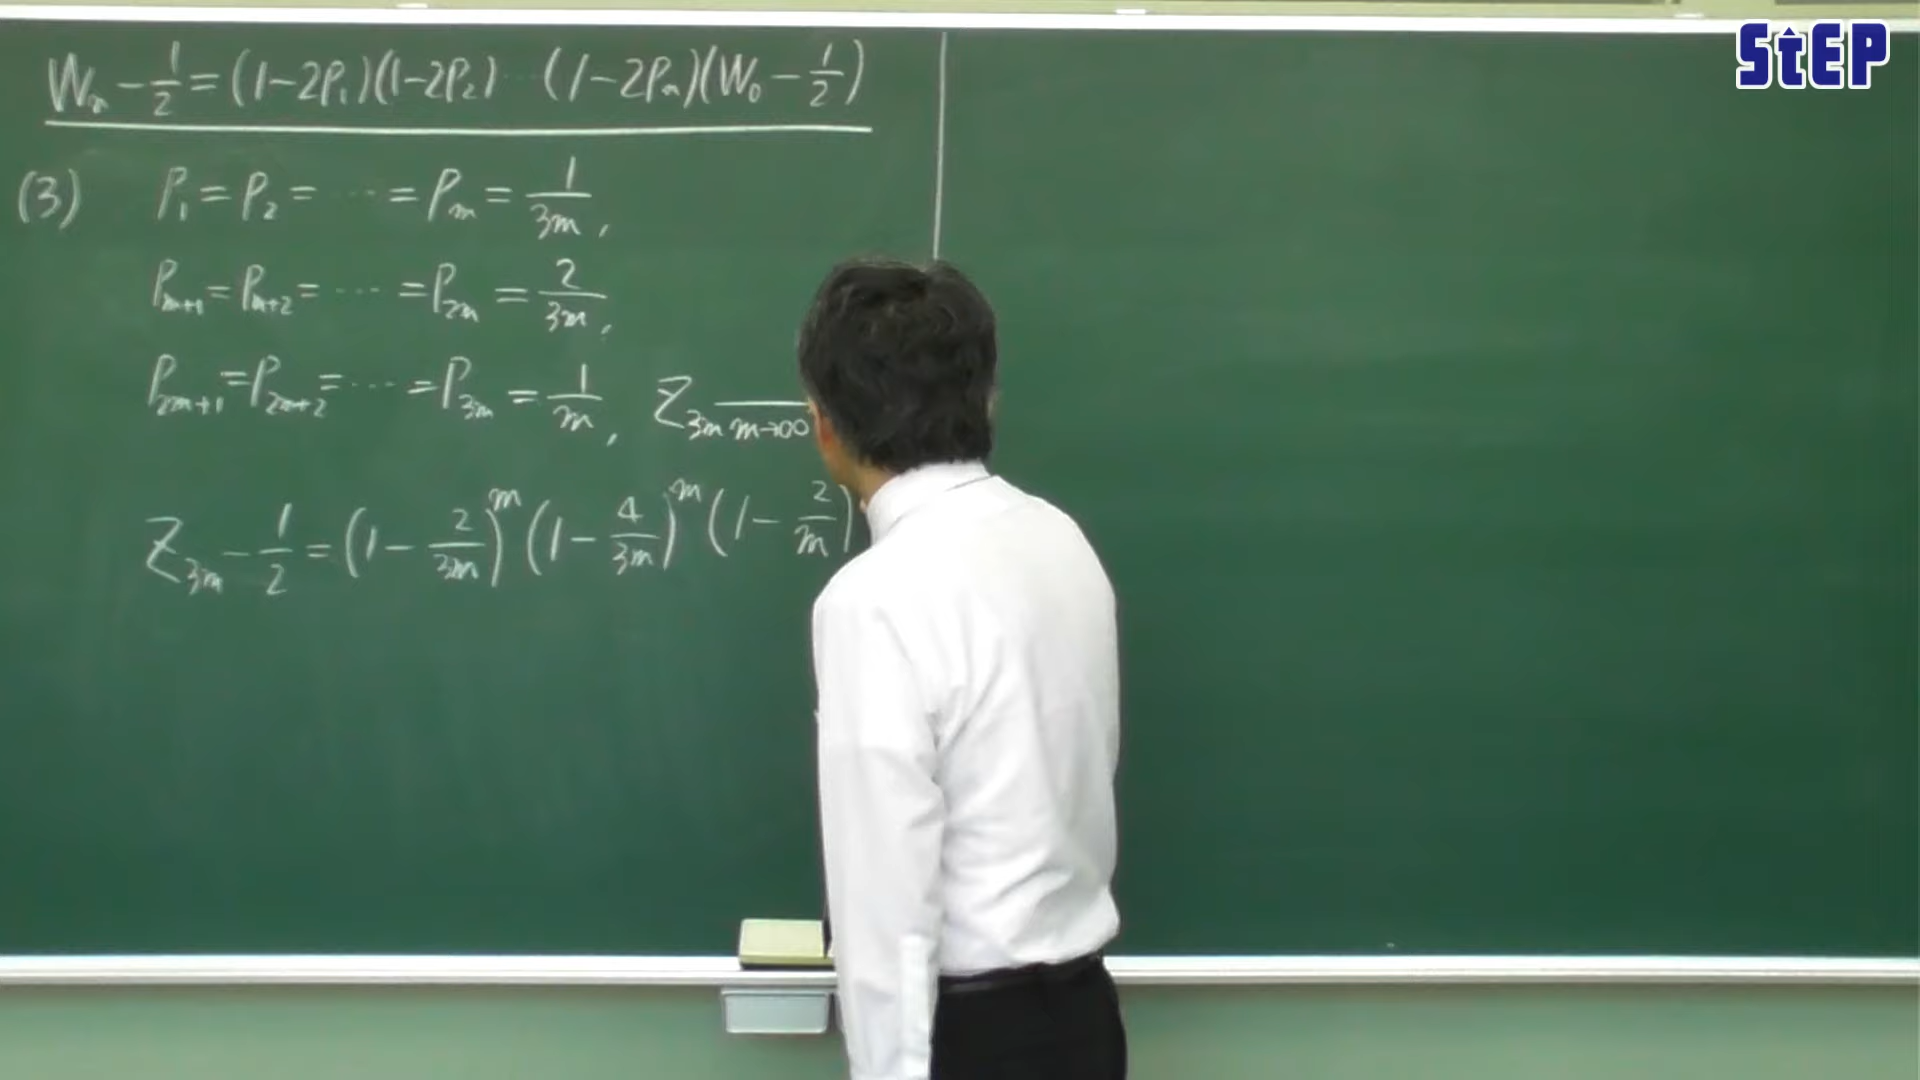 StEP
W_n - 1/2 = (1-2P_1)(1-2P_2) ... (1-2P_n)(W_0 - 1/2)
(3) P_1 = P_2 = ... = P_m = 1/3m ,
P_{m+1} = P_{m+2} = ... = P_{2m} = 2/3m ,
P_{2m+1} = P_{2m+2} = ... = P_{3m} = 1/m , Z_{3m} m→∞
Z_{3m} - 1/2 = (1 - 2/3m)^m (1 - 4/3m)^m (1 - 2/m)